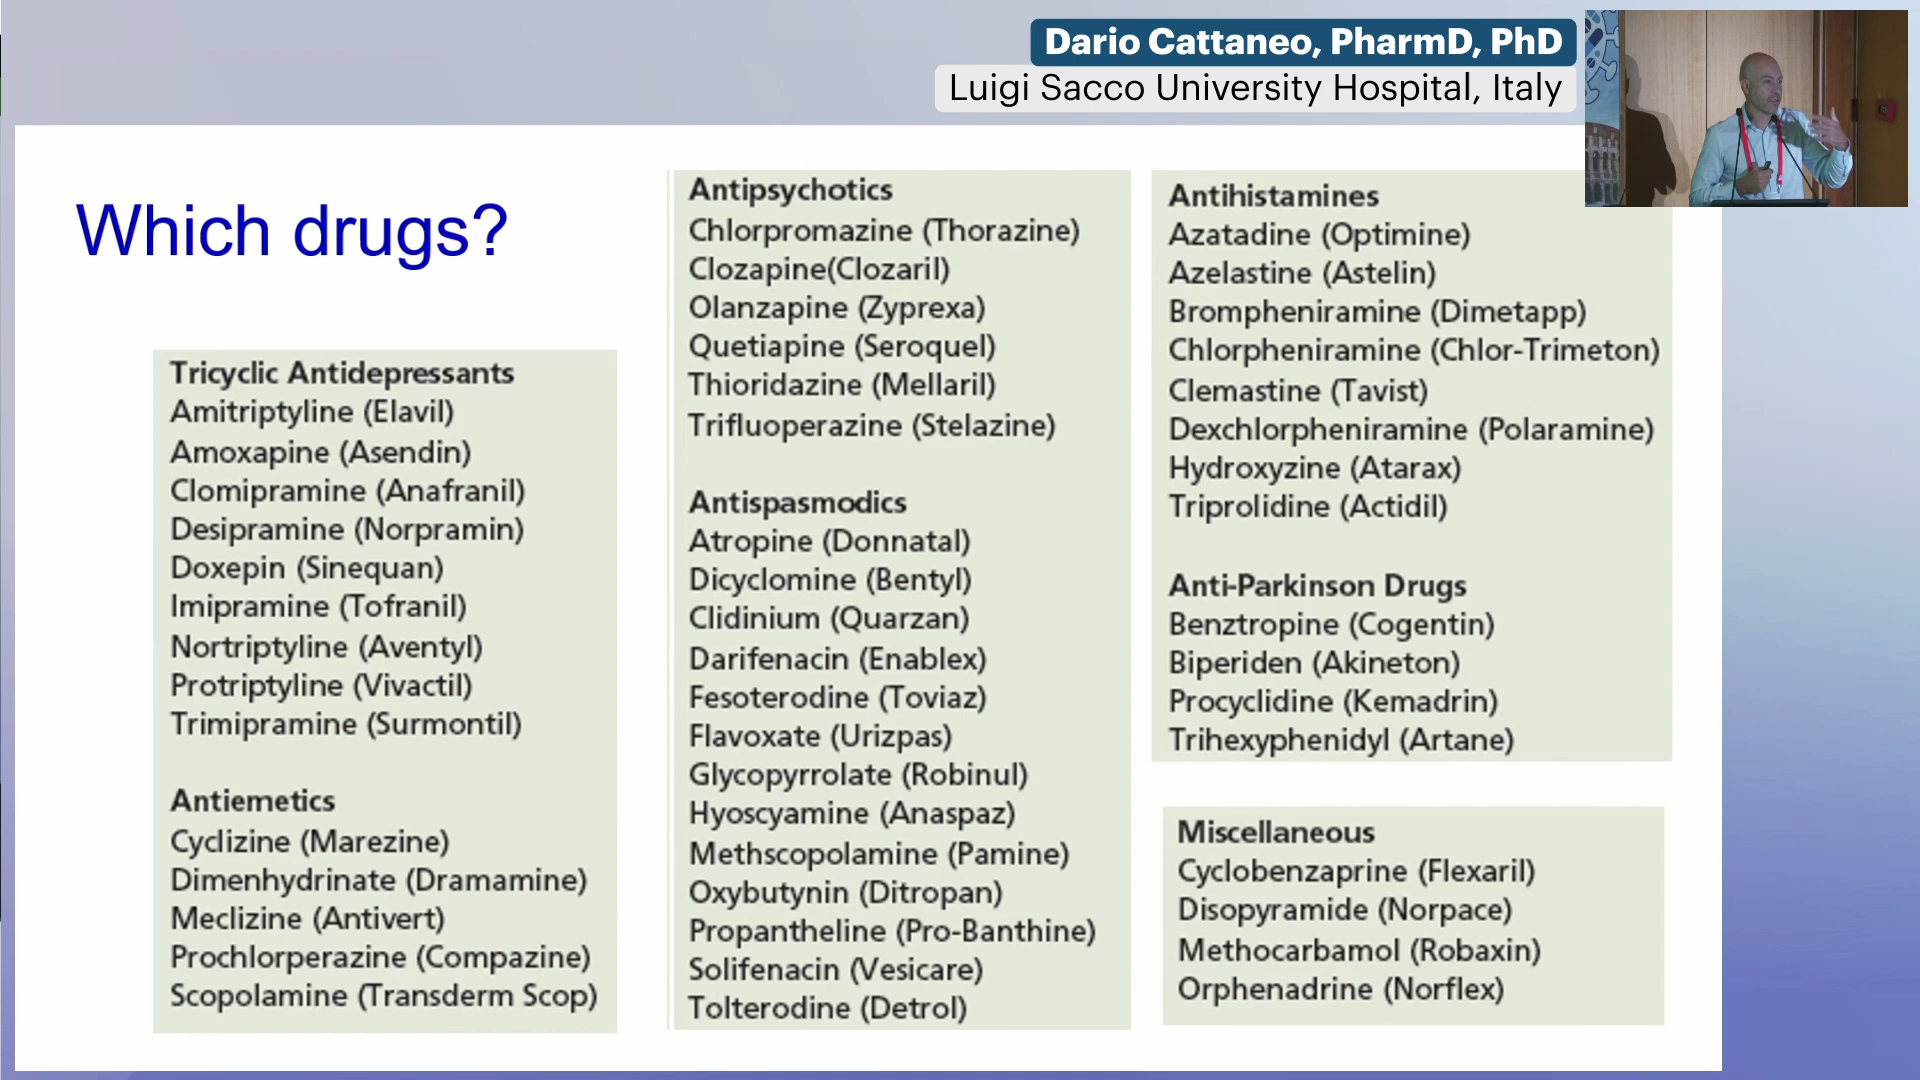 Dario Cattaneo, PharmD, PhD
Luigi Sacco University Hospital, Italy
Which drugs?
Tricyclic Antidepressants
Amitriptyline (Elavil)
Amoxapine (Asendin)
Clomipramine (Anafranil)
Desipramine (Norpramin)
Doxepin (Sinequan)
Imipramine (Tofranil)
Nortriptyline (Aventyl)
Protriptyline (Vivactil)
Trimipramine (Surmontil)
Antiemetics
Cyclizine (Marezine)
Dimenhydrinate (Dramamine)
Meclizine (Antivert)
Prochlorperazine (Compazine)
Scopolamine (Transderm Scop)
Antipsychotics
Chlorpromazine (Thorazine)
Clozapine(Clozaril)
Olanzapine (Zyprexa)
Quetiapine (Seroquel)
Thioridazine (Mellaril)
Trifluoperazine (Stelazine)
Antispasmodics
Atropine (Donnatal)
Dicyclomine (Bentyl)
Clidinium (Quarzan)
Darifenacin (Enablex)
Fesoterodine (Toviaz)
Flavoxate (Urizpas)
Glycopyrrolate (Robinul)
Hyoscyamine (Anaspaz)
Methscopolamine (Pamine)
Oxybutynin (Ditropan)
Propantheline (Pro-Banthine)
Solifenacin (Vesicare)
Tolterodine (Detrol)
Antihistamines
Azatadine (Optimine)
Azelastine (Astelin)
Brompheniramine (Dimetapp)
Chlorpheniramine (Chlor-Trimeton)
Clemastine (Tavist)
Dexchlorpheniramine (Polaramine)
Hydroxyzine (Atarax)
Triprolidine (Actidil)
Anti-Parkinson Drugs
Benztropine (Cogentin)
Biperiden (Akineton)
Procyclidine (Kemadrin)
Trihexyphenidyl (Artane)
Miscellaneous
Cyclobenzaprine (Flexaril)
Disopyramide (Norpace)
Methocarbamol (Robaxin)
Orphenadrine (Norflex)